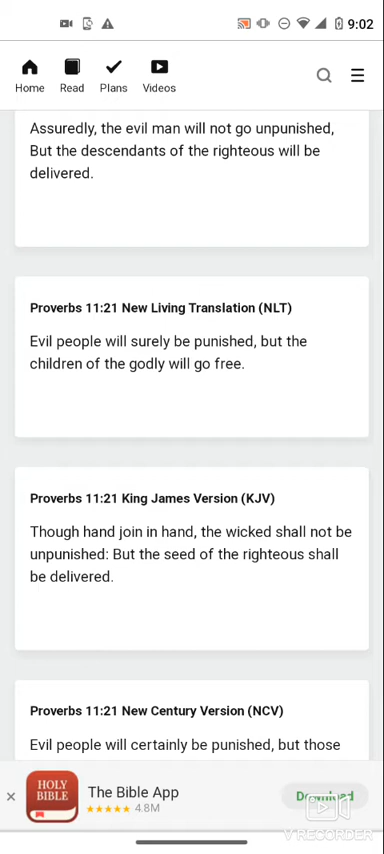 9:02
Home Read Plans Videos
Assuredly, the evil man will not go unpunished,
But the descendants of the righteous will be
delivered.
Proverbs 11:21 New Living Translation (NLT)
Evil people will surely be punished, but the
children of the godly will go free.
Proverbs 11:21 King James Version (KJV)
Though hand join in hand, the wicked shall not be
unpunished: But the seed of the righteous shall
be delivered.
Proverbs 11:21 New Century Version (NCV)
Evil people will certainly be punished, but those
HOLY
BIBLE
The Bible App
4.8M
Download
V RECORDER